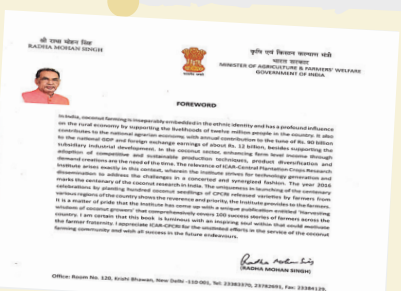 श्री राधा मोहन सिंह
RADHA MOHAN SINGH
कृषि एवं किसान कल्याण मंत्री
भारत सरकार
MINISTER OF AGRICULTURE & FARMERS' WELFARE
GOVERNMENT OF INDIA
FOREWORD
In India, coconut farming is inseparably embedded in the ethnic identity and has a profound influence
on the rural economy by supporting the livelihoods of twelve million people in the country. It also
contributes to the national agrarian economy, with annual contribution to the tune of Rs. 90 billion
to the national GDP and foreign exchange earnings of about Rs. 12 billion, besides supporting the
subsidiary industrial development. In the coconut sector, enhancing farm level income through
adoption of competitive and sustainable production techniques, product diversification and
demand creations are the need of the time. The relevance of ICAR-Central Plantation Crops Research
Institute arises exactly in this context, wherein the Institute strives for technology generation and
dissemination to address the challenges in a concerted and synergized fashion. The year 2016
marks the centenary of the coconut research in India. The uniqueness in launching of the centenary
celebrations by planting hundred coconut seedlings of CPCRI released varieties by farmers from
various regions of the country shows the reverence and priority, the Institute provides to the farmers.
It is a matter of pride that the Institute has come up with a unique publication entitled 'Harvesting
wisdom of coconut growers' that comprehensively covers 100 success stories of farmers across the
country. I am certain that this book is luminous with an inspiring soul within that could motivate
the farmer fraternity. I appreciate ICAR-CPCRI for the unstinted efforts in the service of the coconut
farming community and wish all success in the future endeavours.
Radha Mohan Singh
(RADHA MOHAN SINGH)
Office: Room No. 120, Krishi Bhawan, New Delhi -110 001, Tel: 23383370, 23782691, Fax: 23384129.